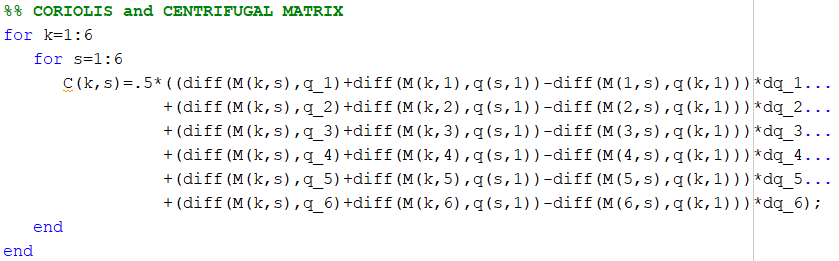 %% CORIOLIS and CENTRIFUGAL MATRIX
for k=1:6
for s=1:6
C(k,s)=.5*((diff(M(k,s),q_1)+diff(M(k,1),q(s,1))-diff(M(1,s),q(k,1)))*dq_1...
+(diff(M(k,s),q_2)+diff(M(k,2),q(s,1))-diff(M(2,s),q(k,1)))*dq_2...
+(diff(M(k,s),q_3)+diff(M(k,3),q(s,1))-diff(M(3,s),q(k,1)))*dq_3...
+(diff(M(k,s),q_4)+diff(M(k,4),q(s,1))-diff(M(4,s),q(k,1)))*dq_4...
+(diff(M(k,s),q_5)+diff(M(k,5),q(s,1))-diff(M(5,s),q(k,1)))*dq_5...
+(diff(M(k,s),q_6)+diff(M(k,6),q(s,1))-diff(M(6,s),q(k,1)))*dq_6);
end
end